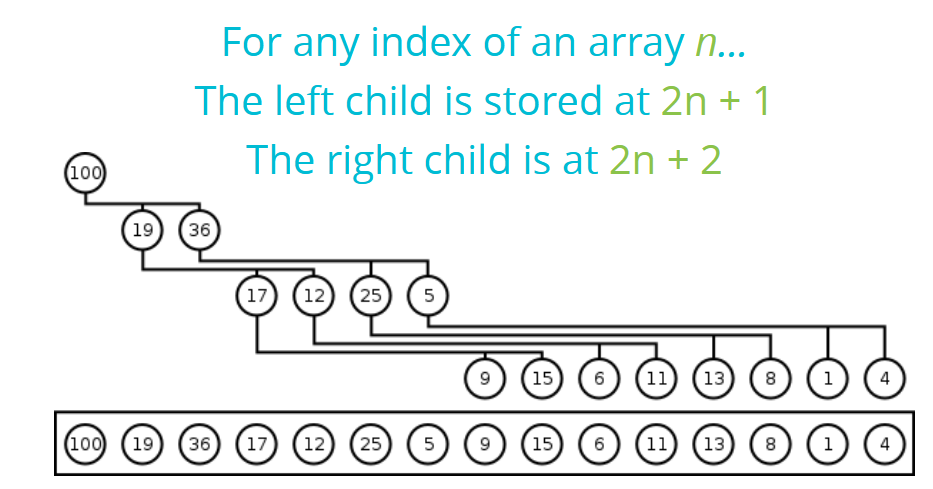 For any index of an array n...
The left child is stored at 2n + 1
The right child is at 2n + 2
100
19 36
17 12 25 5
9 15 6 11 13 8 1 4
100 19 36 17 12 25 5 9 15 6 11 13 8 1 4